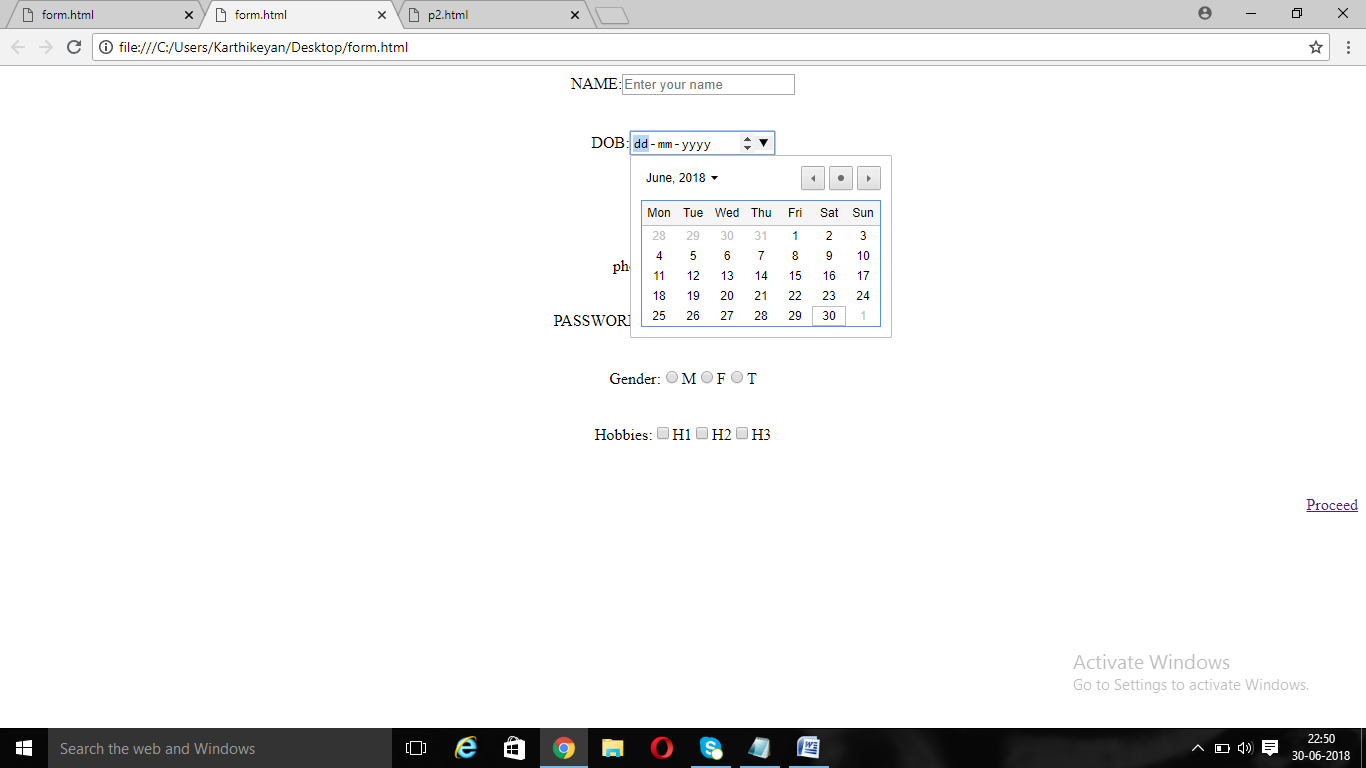 form.html form.html p2.html
file:///C:/Users/Karthikeyan/Desktop/form.html
NAME: Enter your name
DOB: dd-mm-yyyy
June, 2018
Mon Tue Wed Thu Fri Sat Sun
28 29 30 31 1 2 3
4 5 6 7 8 9 10
11 12 13 14 15 16 17
18 19 20 21 22 23 24
25 26 27 28 29 30 1
Gender: M F T
Hobbies: H1 H2 H3
Proceed
Activate Windows
Go to Settings to activate Windows.
Search the web and Windows
22:50
30-06-2018